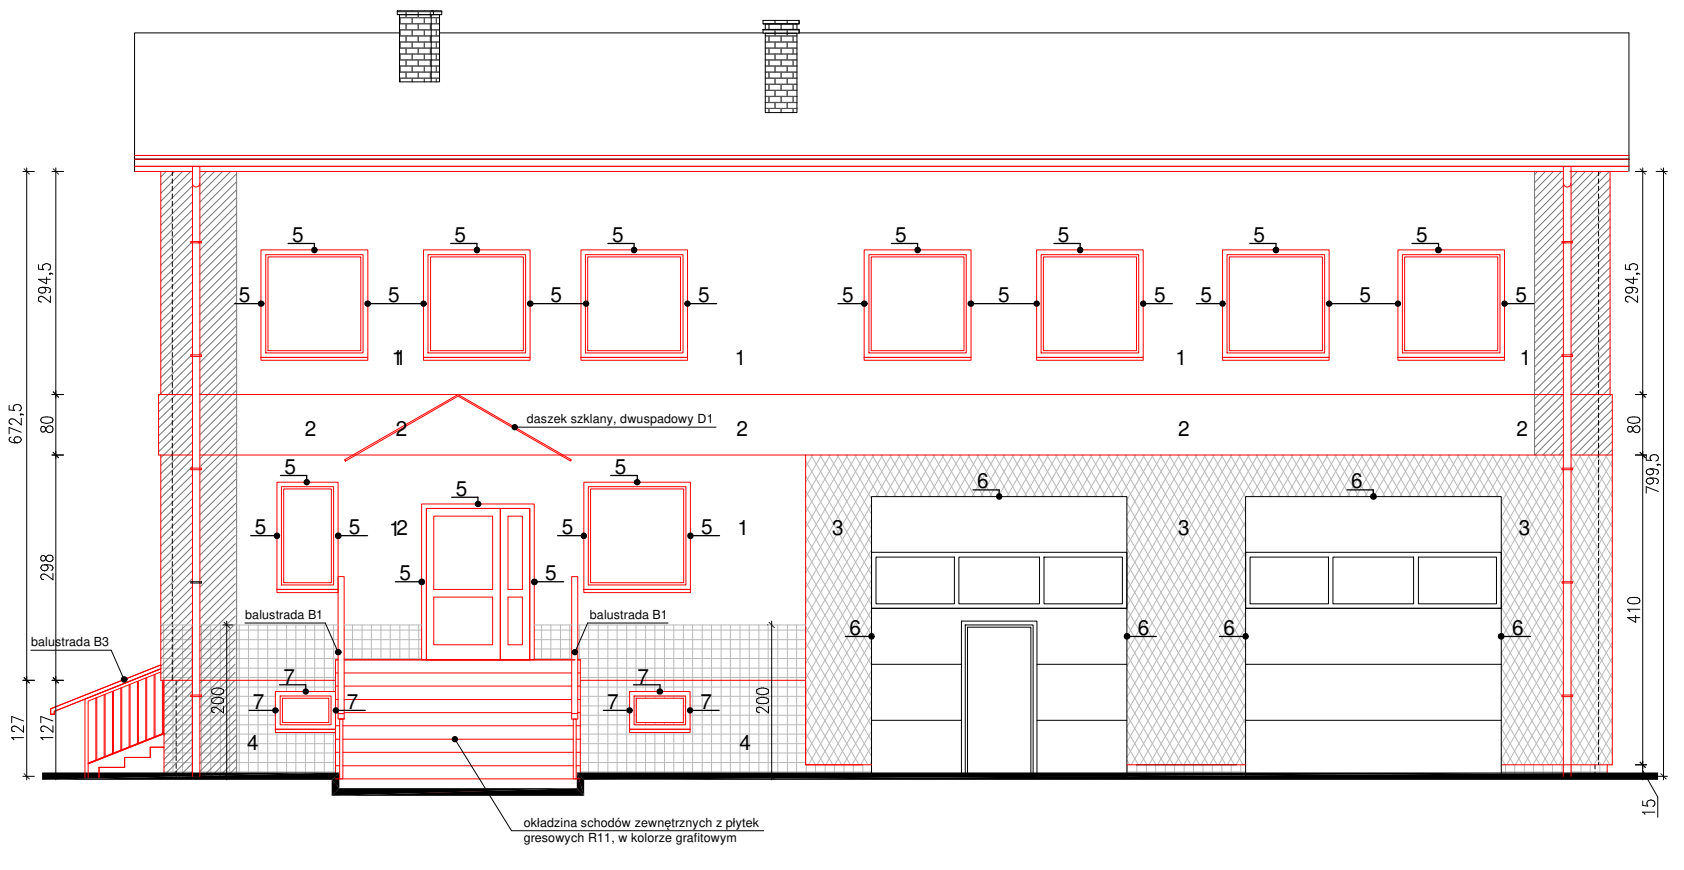 5 5 5 5 5 5 5
5 5 5 5 5 5 5 5 5 5 5
294,5 294,5
1 1 1 1 1
672,5 80 2 2 daszek szklany, dwuspadowy D1 2 2 2 80
799,5
5 5 5 6 6
5 5 12 5 5 1 3 3 3
298 5 5 410
balustrada B1 balustrada B1
6 6 6 6
balustrada B3
7 7
127 127 200 7 7 7 7 200
4 4
15
okładzina schodów zewnętrznych z płytek
gresowych R11, w kolorze grafitowym